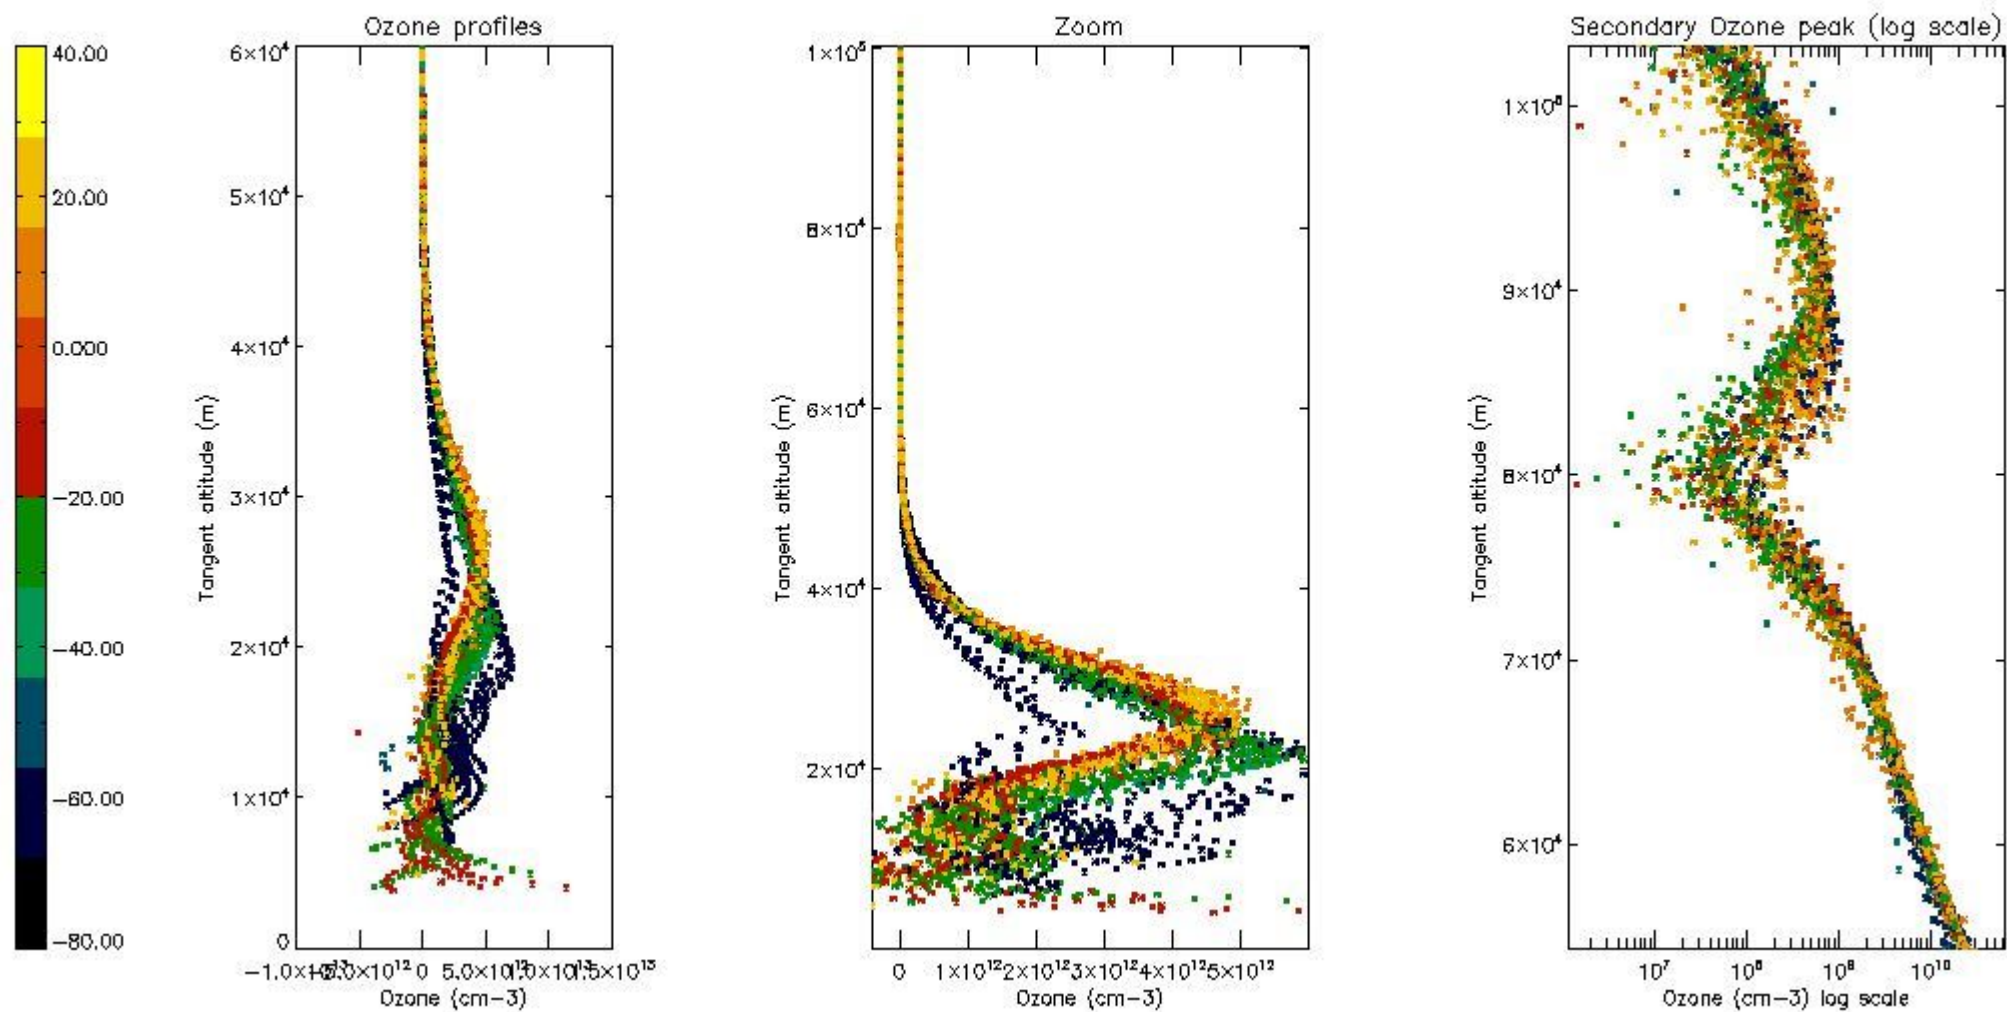 Ozone profiles
Zoom
Secondary Ozone peak (log scale)
40.00
20.00
0.000
−20.00
−40.00
−60.00
−80.00
6×10⁴
5×10⁴
4×10⁴
3×10⁴
2×10⁴
1×10⁴
0
Tangent altitude (m)
0
5.0×10¹²
Ozone (cm−3)
1×10⁵
8×10⁴
6×10⁴
4×10⁴
2×10⁴
Tangent altitude (m)
0 1×10¹² 2×10¹² 3×10¹² 4×10¹² 5×10¹²
Ozone (cm−3)
9×10⁴
8×10⁴
7×10⁴
6×10⁴
Tangent altitude (m)
10⁷ 10⁸ 10⁹ 10¹⁰
Ozone (cm−3) log scale